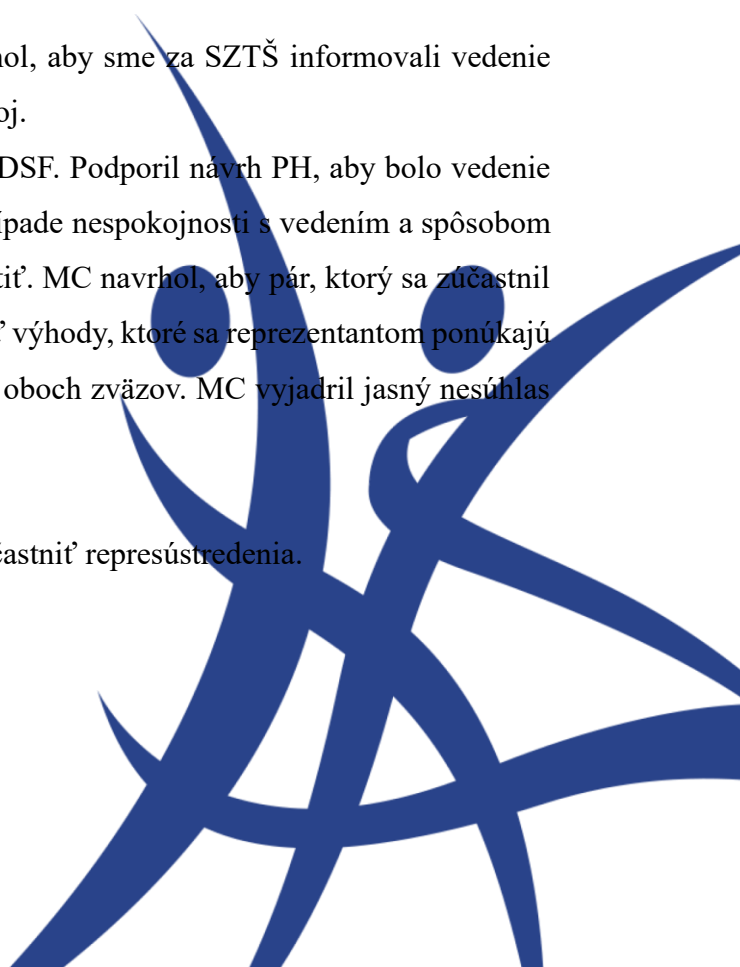 hol, aby sme za SZTŠ informovali vedenie
oj.
DSF. Podporil návrh PH, aby bolo vedenie
ípade nespokojnosti s vedením a spôsobom
tiť. MC navrhol, aby pár, ktorý sa zúčastnil
ť výhody, ktoré sa reprezentantom ponúkajú
oboch zväzov. MC vyjadril jasný nesúhlas
častniť represústredenia.